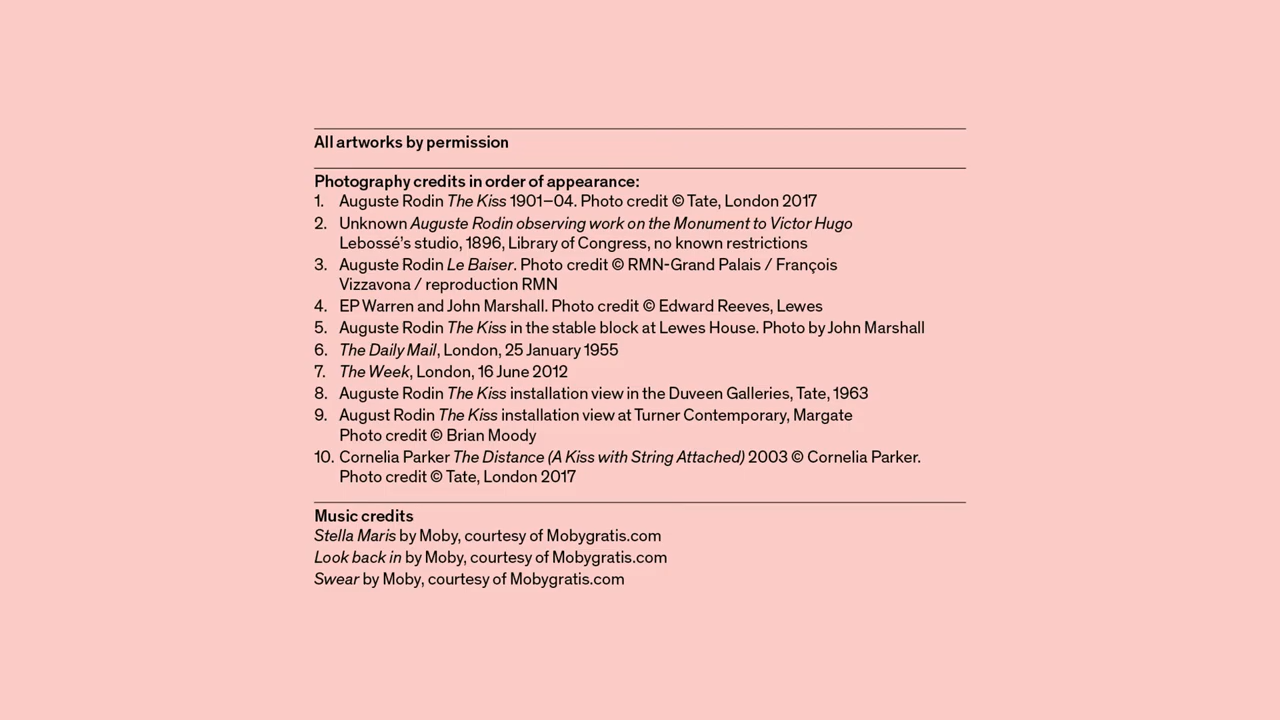 All artworks by permission
Photography credits in order of appearance:
1. Auguste Rodin The Kiss 1901–04. Photo credit © Tate, London 2017
2. Unknown Auguste Rodin observing work on the Monument to Victor Hugo
Lebossé’s studio, 1896, Library of Congress, no known restrictions
3. Auguste Rodin Le Baiser. Photo credit © RMN-Grand Palais / François
Vizzavona / reproduction RMN
4. EP Warren and John Marshall. Photo credit © Edward Reeves, Lewes
5. Auguste Rodin The Kiss in the stable block at Lewes House. Photo by John Marshall
6. The Daily Mail, London, 25 January 1955
7. The Week, London, 16 June 2012
8. Auguste Rodin The Kiss installation view in the Duveen Galleries, Tate, 1963
9. August Rodin The Kiss installation view at Turner Contemporary, Margate
Photo credit © Brian Moody
10. Cornelia Parker The Distance (A Kiss with String Attached) 2003 © Cornelia Parker.
Photo credit © Tate, London 2017
Music credits
Stella Maris by Moby, courtesy of Mobygratis.com
Look back in by Moby, courtesy of Mobygratis.com
Swear by Moby, courtesy of Mobygratis.com